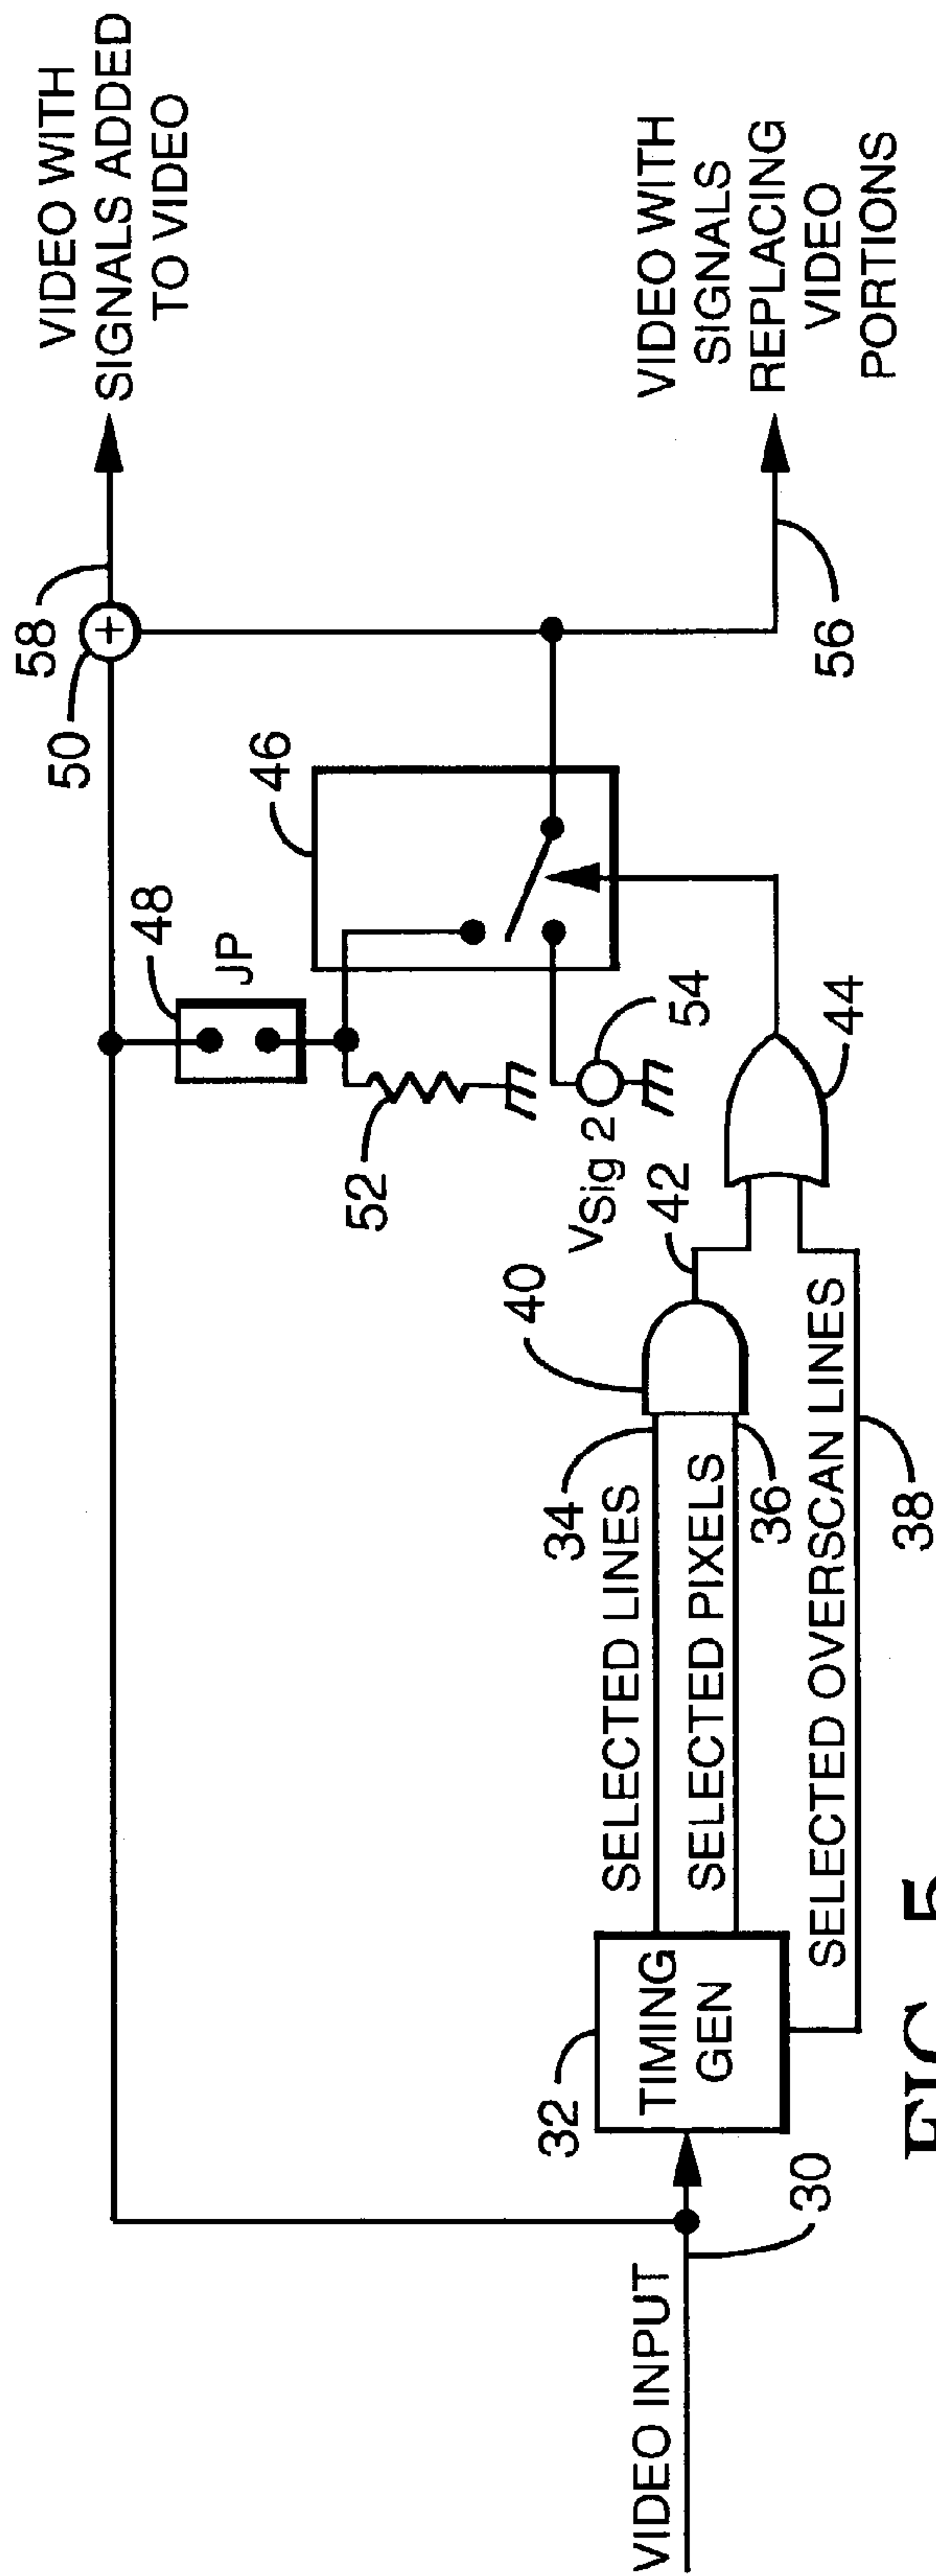 VIDEO WITH
SIGNALS ADDED
TO VIDEO
58
50
48
JP
46
VIDEO WITH
SIGNALS
REPLACING
VIDEO
PORTIONS
52
54
VSig 2
56
44
42
40
34
SELECTED LINES
SELECTED PIXELS
36
SELECTED OVERSCAN LINES
38
32
TIMING
GEN
VIDEO INPUT
30
+
FIG. 5